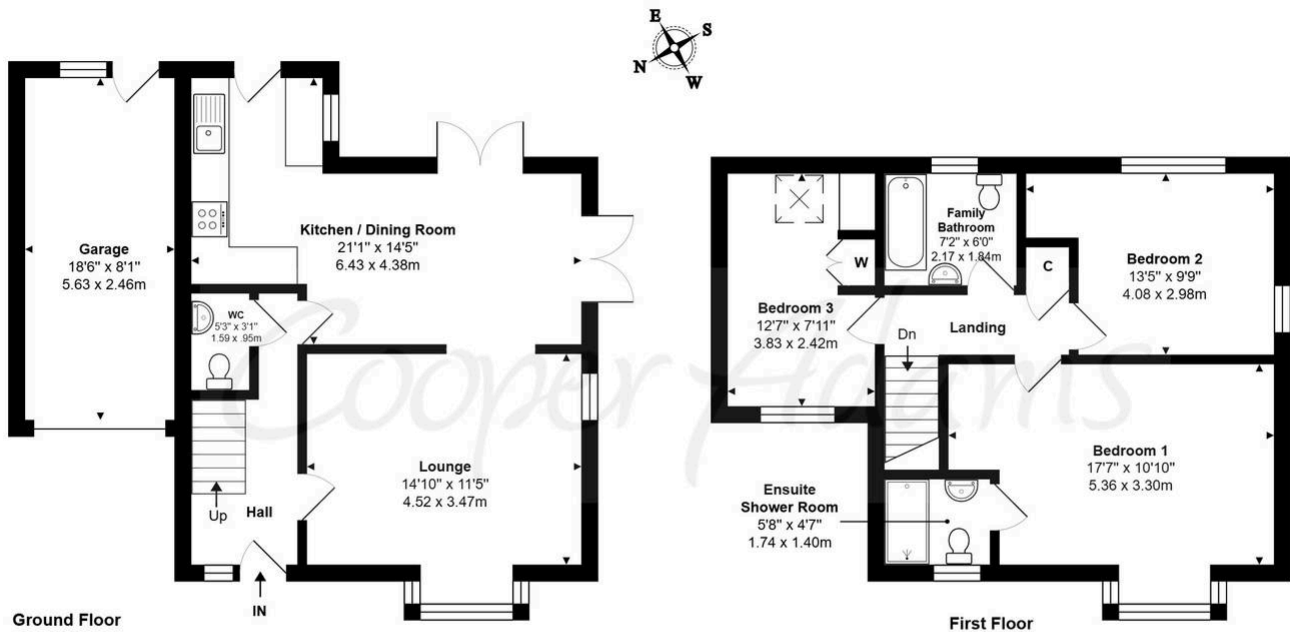 E
S
N
W
Garage
18'6" x 8'1"
5.63 x 2.46m
Kitchen / Dining Room
21'1" x 14'5"
6.43 x 4.38m
WC
5'3" x 3'1"
1.59 x .95m
Lounge
14'10" x 11'5"
4.52 x 3.47m
Up
Hall
IN
Ground Floor
Family
Bathroom
7'2" x 6'0"
2.17 x 1.84m
W
C
Bedroom 2
13'5" x 9'9"
4.08 x 2.98m
Bedroom 3
12'7" x 7'11"
3.83 x 2.42m
Dn
Landing
Bedroom 1
17'7" x 10'10"
5.36 x 3.30m
Ensuite
Shower Room
5'8" x 4'7"
1.74 x 1.40m
First Floor
Cooper Adams